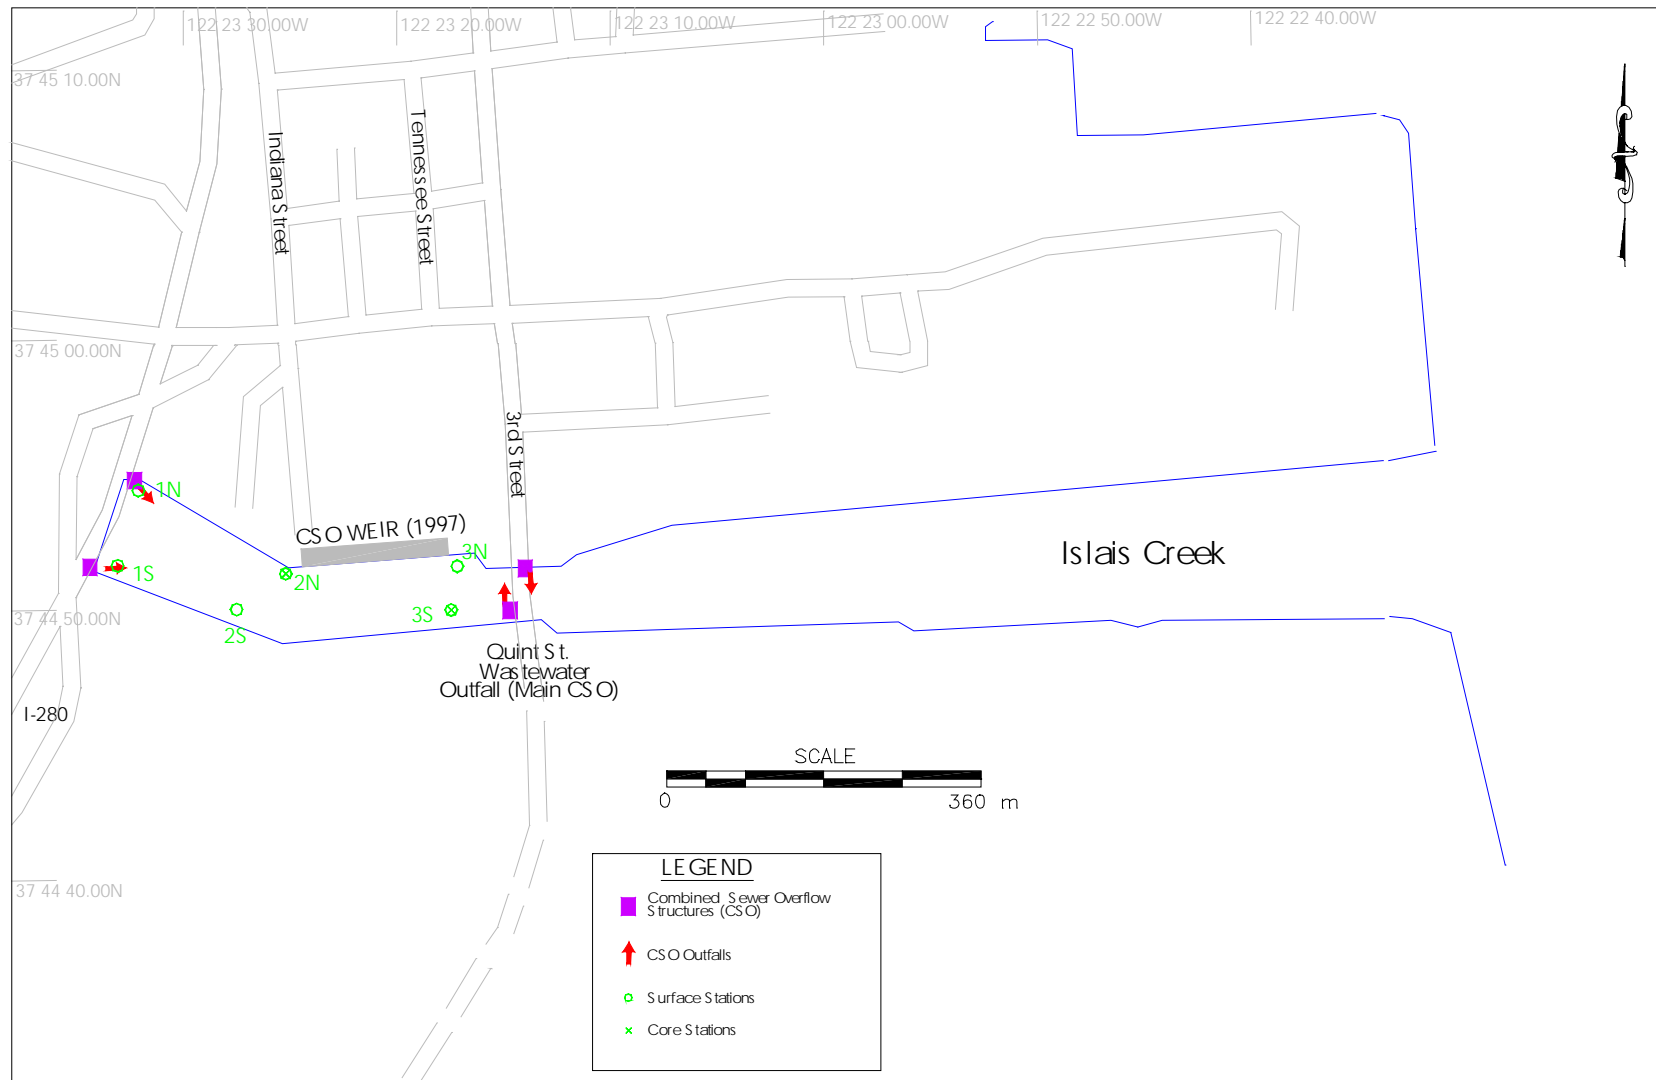 122 23 30.00W
122 23 20.00W
122 23 10.00W
122 23 00.00W
122 22 50.00W
122 22 40.00W
37 45 10.00N
Indiana Street
Tennessee Street
37 45 00.00N
3rd Street
1N
CSO WEIR (1997)
3N
Islais Creek
1S
2N
37 44 50.00N
3S
2S
Quint St.
Wastewater
Outfall (Main CSO)
I-280
SCALE
0
360 m
37 44 40.00N
LEGEND
Combined Sewer Overflow
Structures (CSO)
CSO Outfalls
Surface Stations
Core Stations